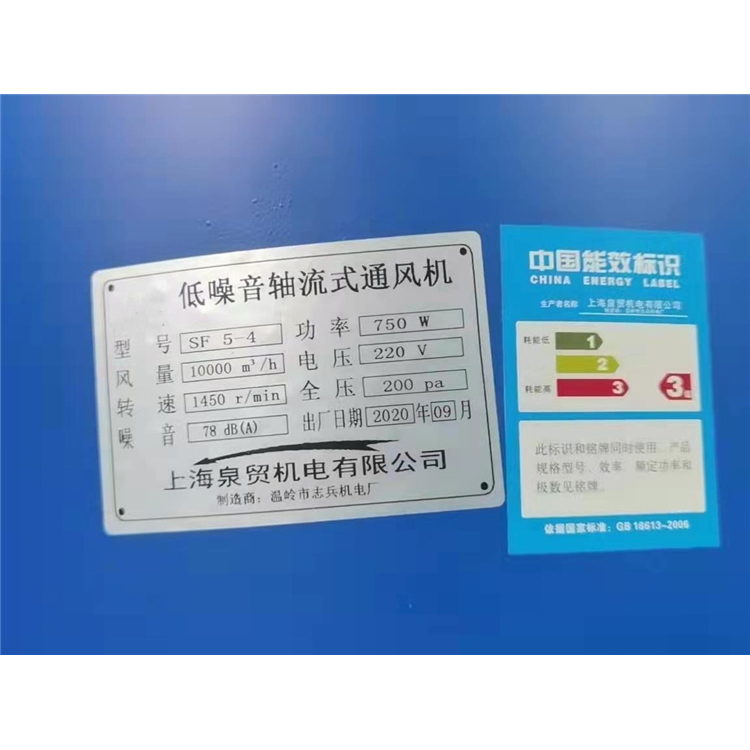 低噪音轴流式通风机
型号 SF 5-4 功率 750 W
风量 10000 m³/h 电压 220 V
转速 1450 r/min 全压 200 pa
噪音 78 dB(A) 出厂日期 2020 年 09 月
上海泉贸机电有限公司
制造商：温岭市志兵机电厂
中国能效标识
CHINA ENERGY LABEL
生产者名称 上海泉贸机电有限公司
耗能低 1
2
耗能高 3 3级
此标识和铭牌同时使用。产品
规格型号、效率、额定功率和
极数见铭牌。
依据国家标准：GB 18613-2006